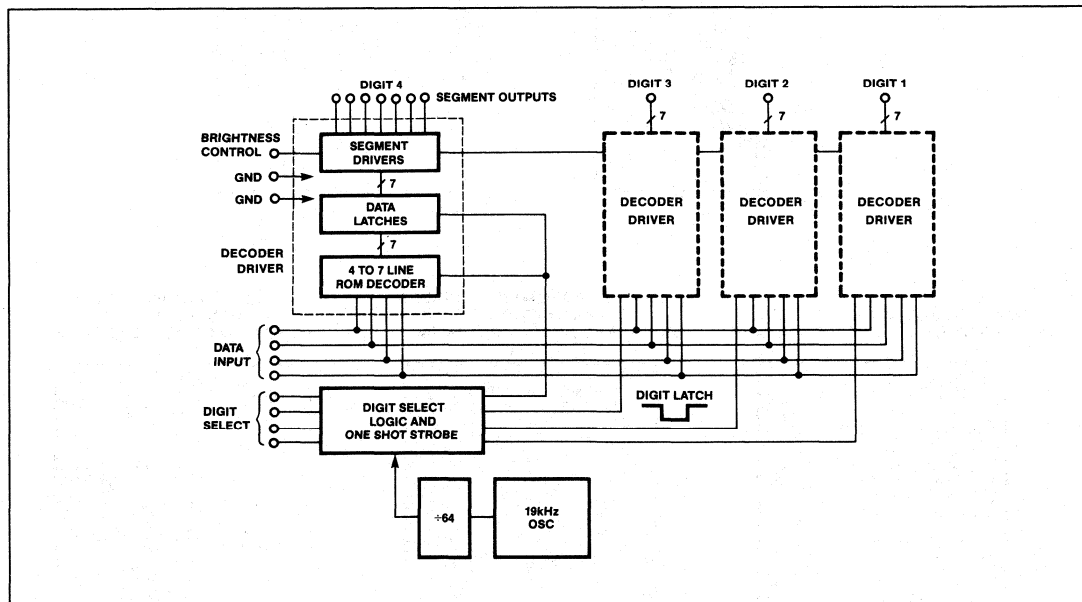 DIGIT 4
SEGMENT OUTPUTS
DIGIT 3
DIGIT 2
DIGIT 1
7
7
7
BRIGHTNESS
CONTROL
SEGMENT
DRIVERS
GND
GND
7
DATA
LATCHES
7
DECODER
DRIVER
4 TO 7 LINE
ROM DECODER
DECODER
DRIVER
DECODER
DRIVER
DECODER
DRIVER
DATA
INPUT
DIGIT
SELECT
DIGIT SELECT
LOGIC AND
ONE SHOT STROBE
DIGIT LATCH
÷64
19kHz
OSC